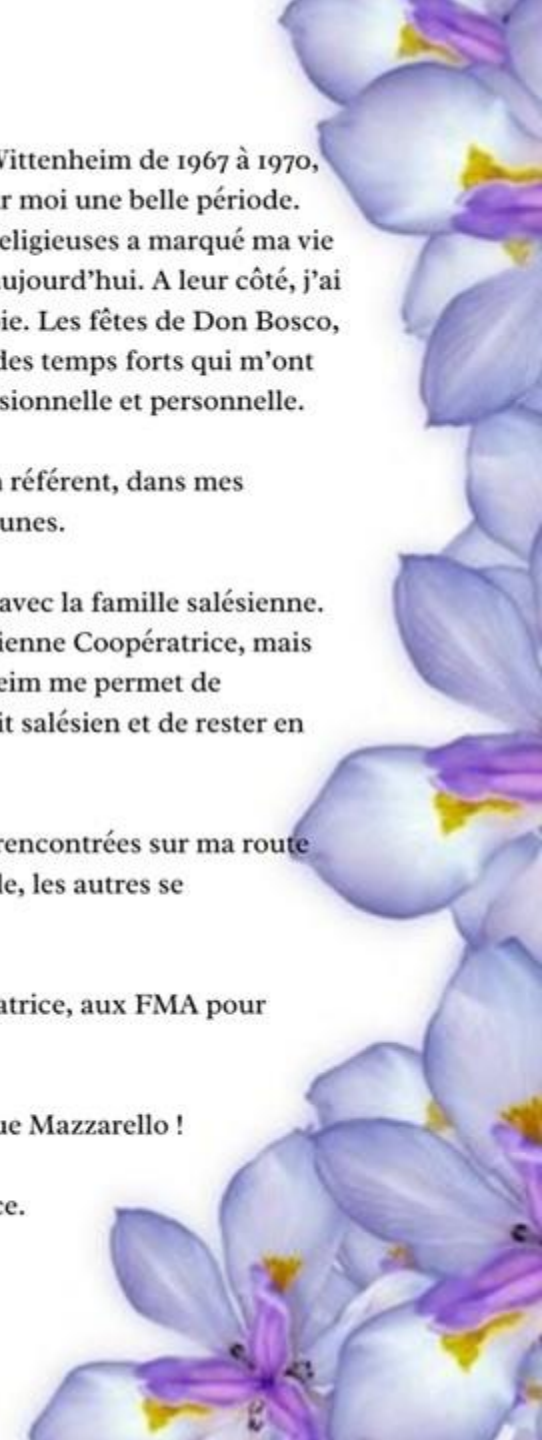 Wittenheim de 1967 à 1970,
r moi une belle période.
eligieuses a marqué ma vie
ujourd'hui. A leur côté, j'ai
ie. Les fêtes de Don Bosco,
des temps forts qui m'ont
sionnelle et personnelle.
référent, dans mes
unes.
avec la famille salésienne.
ienne Coopératrice, mais
eim me permet de
it salésien et de rester en
rencontrées sur ma route
le, les autres se
atrice, aux FMA pour
ue Mazzarello !
ce.